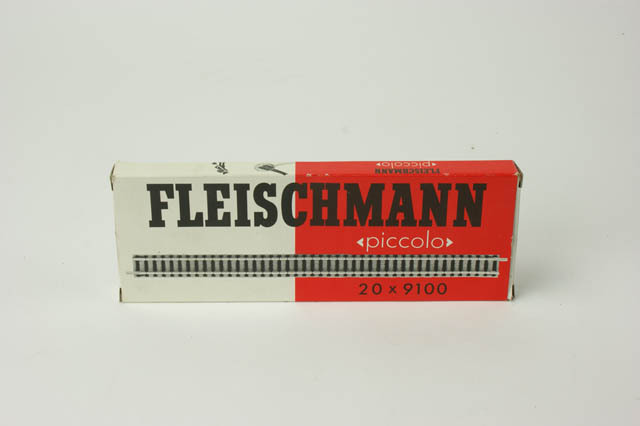 piccolo
FLEISCHMANN
FLEISCHMANN
piccolo
20 x 9100